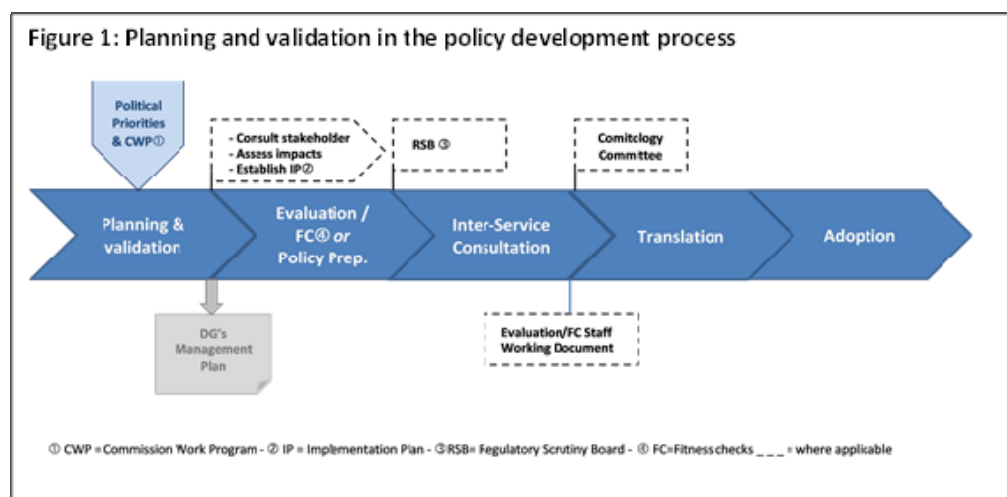 Figure 1: Planning and validation in the policy development process
Political
Priorities
& CWP①
- Consult stakeholder
- Assess impacts
- Establish IP②
RSB ③
Comitclogy
Committee
Planning &
validation
Evaluation /
FC④ or
Policy Prep.
Inter-Service
Consultation
Translation
Adoption
DG's
Management
Plan
Evaluation/FC Staff
Working Document
① CWP = Commission Work Program - ② IP = Implementation Plan - ③RSB= Fegulatory Scrutiny Board - ④ FC=Fitness checks _ _ _ = where applicable